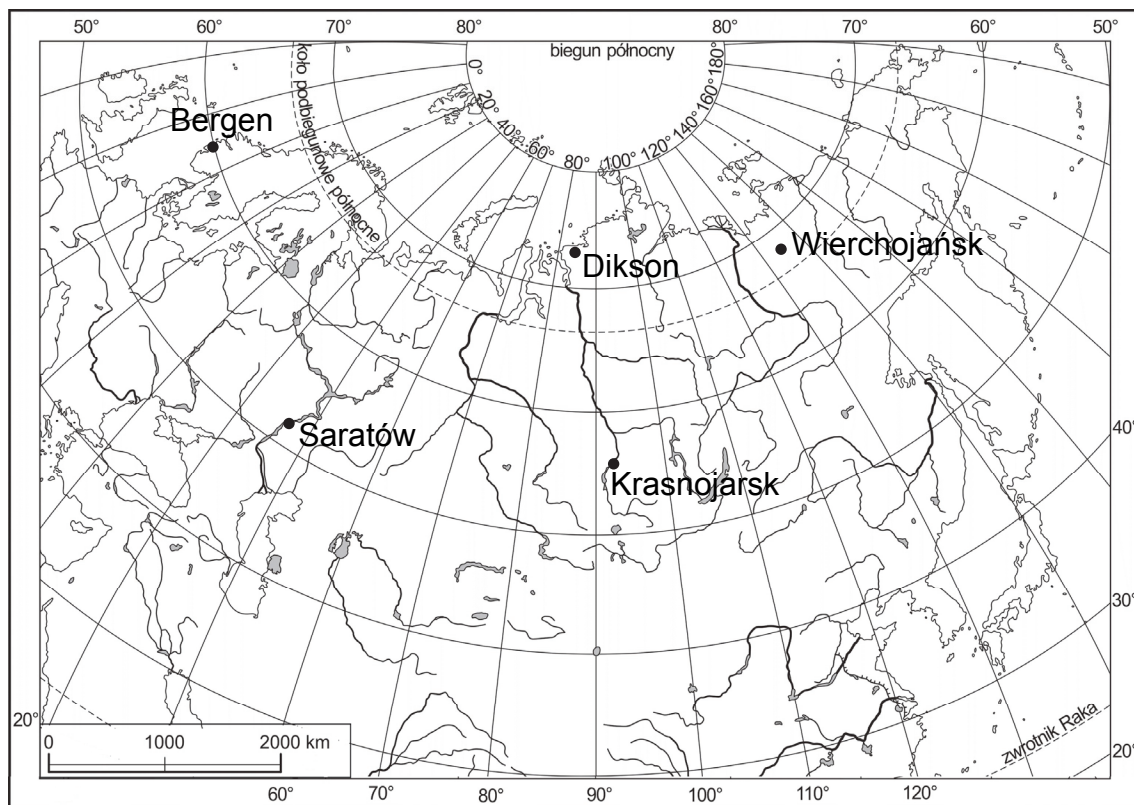 50° 60° 70° 80° 80° 70° 60° 50°
biegun północny
koło podbiegunowe północne
0° 20° 40° 60° 80° 100° 120° 140° 160° 180°
Bergen
Wierchojańsk
Dikson
Saratów
Krasnojarsk
40°
30°
20°
20°
zwrotnik Raka
0 1000 2000 km
60° 70° 80° 90° 100° 110° 120°